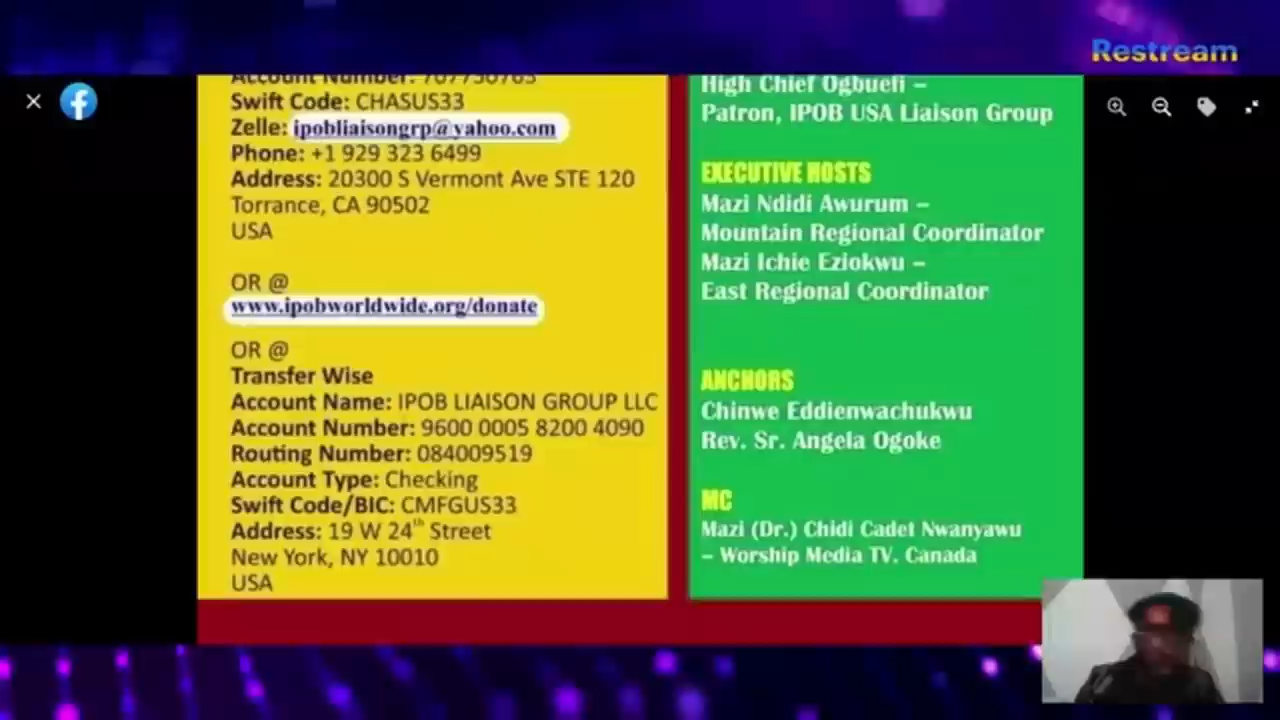 Restream
Swift Code: CHASUS33
Zelle: ipobliaisongrp@yahoo.com
Phone: +1 929 323 6499
Address: 20300 S Vermont Ave STE 120
Torrance, CA 90502
USA
OR @
www.ipobworldwide.org/donate
OR @
Transfer Wise
Account Name: IPOB LIAISON GROUP LLC
Account Number: 9600 0005 8200 4090
Routing Number: 084009519
Account Type: Checking
Swift Code/BIC: CMFGUS33
Address: 19 W 24th Street
New York, NY 10010
USA
High Chief Ogbuefi –
Patron, IPOB USA Liaison Group
EXECUTIVE HOSTS
Mazi Ndidi Awurum –
Mountain Regional Coordinator
Mazi Ichie Eziokwu –
East Regional Coordinator
ANCHORS
Chinwe Eddienwachukwu
Rev. Sr. Angela Ogoke
MC
Mazi (Dr.) Chidi Cadet Nwanyawu
– Worship Media TV. Canada